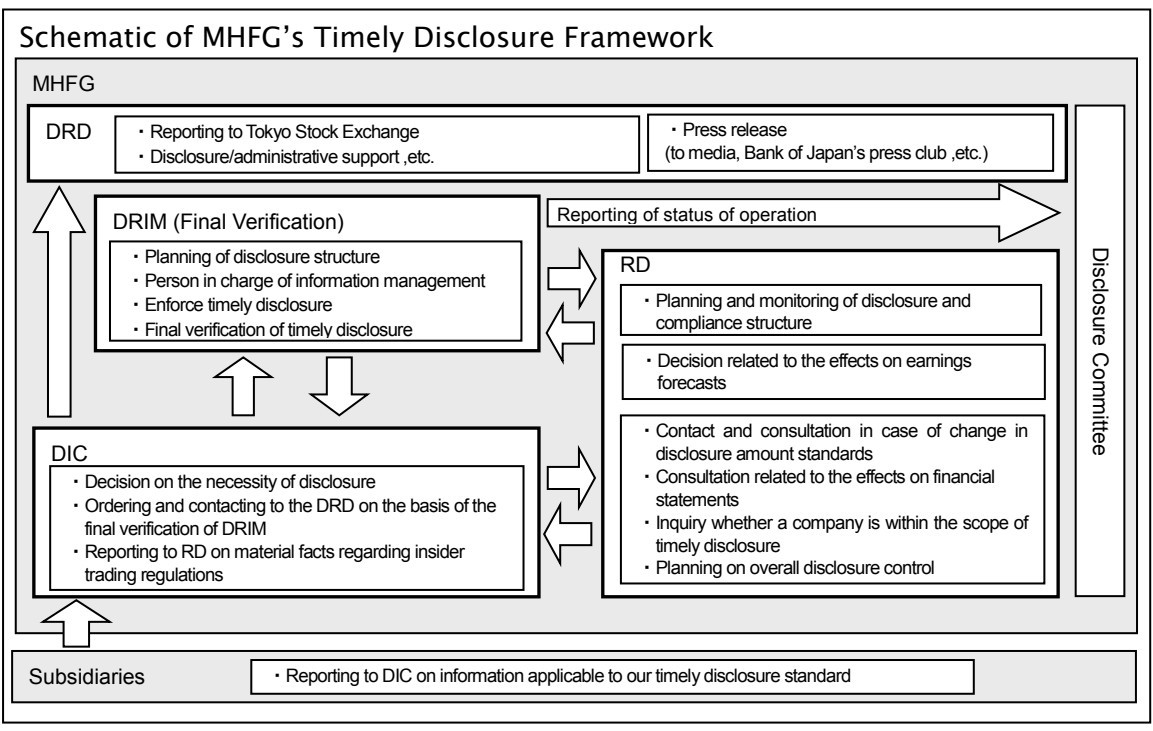 Schematic of MHFG's Timely Disclosure Framework
MHFG
DRD
・Reporting to Tokyo Stock Exchange
・Disclosure/administrative support ,etc.
・Press release
(to media, Bank of Japan's press club ,etc.)
DRIM (Final Verification)
・Planning of disclosure structure
・Person in charge of information management
・Enforce timely disclosure
・Final verification of timely disclosure
Reporting of status of operation
RD
・Planning and monitoring of disclosure and
compliance structure
・Decision related to the effects on earnings
forecasts
・Contact and consultation in case of change in
disclosure amount standards
・Consultation related to the effects on financial
statements
・Inquiry whether a company is within the scope of
timely disclosure
・Planning on overall disclosure control
DIC
・Decision on the necessity of disclosure
・Ordering and contacting to the DRD on the basis of the
final verification of DRIM
・Reporting to RD on material facts regarding insider
trading regulations
Disclosure Committee
Subsidiaries
・Reporting to DIC on information applicable to our timely disclosure standard